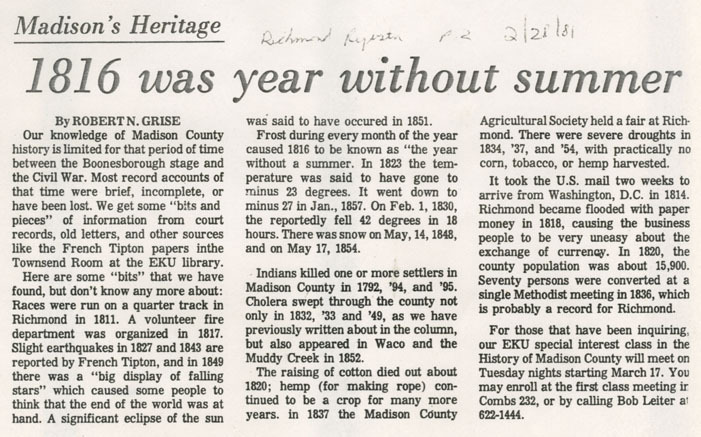 Madison's Heritage
Richmond Register P 2 2/28/81
1816 was year without summer
By ROBERT N. GRISE
Our knowledge of Madison County
history is limited for that period of time
between the Boonesborough stage and
the Civil War. Most record accounts of
that time were brief, incomplete, or
have been lost. We get some "bits and
pieces" of information from court
records, old letters, and other sources
like the French Tipton papers inthe
Townsend Room at the EKU library.
Here are some "bits" that we have
found, but don't know any more about:
Races were run on a quarter track in
Richmond in 1811. A volunteer fire
department was organized in 1817.
Slight earthquakes in 1827 and 1843 are
reported by French Tipton, and in 1849
there was a "big display of falling
stars" which caused some people to
think that the end of the world was at
hand. A significant eclipse of the sun
was said to have occured in 1851.
Frost during every month of the year
caused 1816 to be known as "the year
without a summer. In 1823 the tem-
perature was said to have gone to
minus 23 degrees. It went down to
minus 27 in Jan., 1857. On Feb. 1, 1830,
the reportedly fell 42 degrees in 18
hours. There was snow on May, 14, 1848,
and on May 17, 1854.
Indians killed one or more settlers in
Madison County in 1792, '94, and '95.
Cholera swept through the county not
only in 1832, '33 and '49, as we have
previously written about in the column,
but also appeared in Waco and the
Muddy Creek in 1852.
The raising of cotton died out about
1820; hemp (for making rope) con-
tinued to be a crop for many more
years. in 1837 the Madison County
Agricultural Society held a fair at Rich-
mond. There were severe droughts in
1834, '37, and '54, with practically no
corn, tobacco, or hemp harvested.
It took the U.S. mail two weeks to
arrive from Washington, D.C. in 1814.
Richmond became flooded with paper
money in 1818, causing the business
people to be very uneasy about the
exchange of currency. In 1820, the
county population was about 15,900.
Seventy persons were converted at a
single Methodist meeting in 1836, which
is probably a record for Richmond.
For those that have been inquiring,
our EKU special interest class in the
History of Madison County will meet on
Tuesday nights starting March 17. You
may enroll at the first class meeting in
Combs 232, or by calling Bob Leiter at
622-1444.